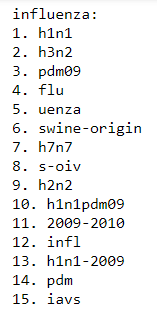 influenza:
1. h1n1
2. h3n2
3. pdm09
4. flu
5. uenza
6. swine-origin
7. h7n7
8. s-oiv
9. h2n2
10. h1n1pdm09
11. 2009-2010
12. infl
13. h1n1-2009
14. pdm
15. iavs